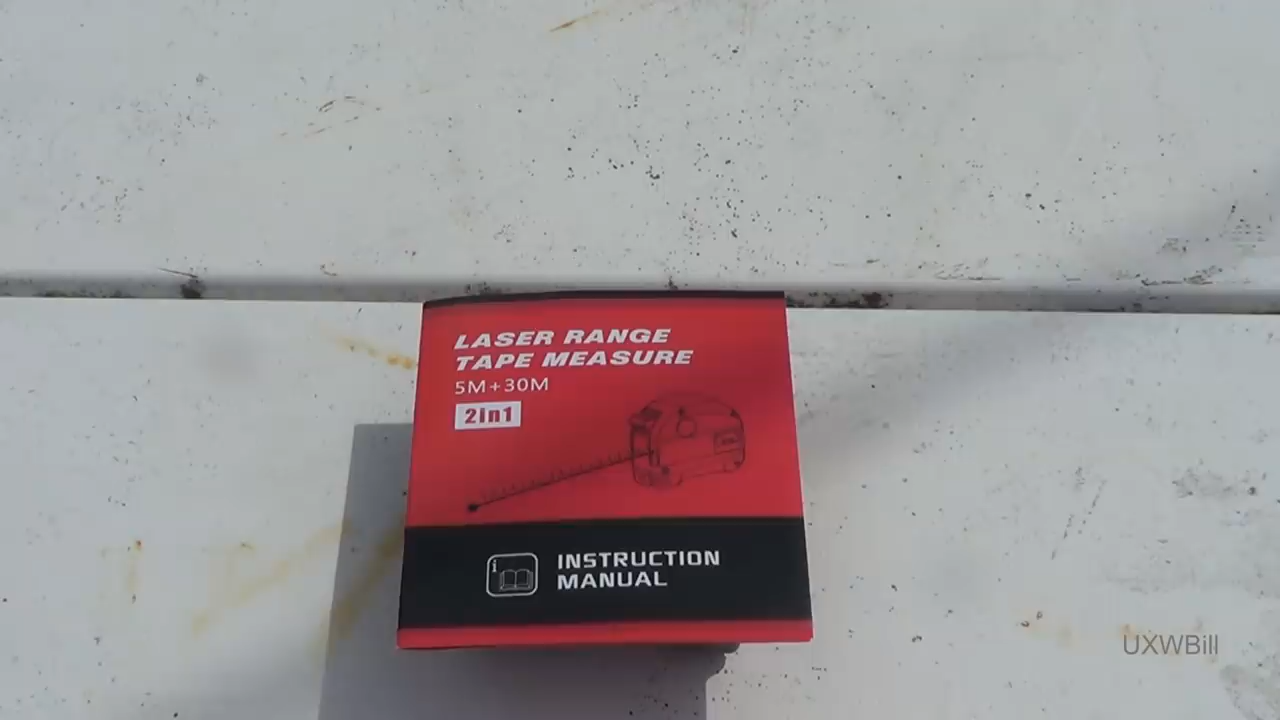 LASER RANGE
TAPE MEASURE
5M+30M
2in1
i
INSTRUCTION
MANUAL
UXWBill